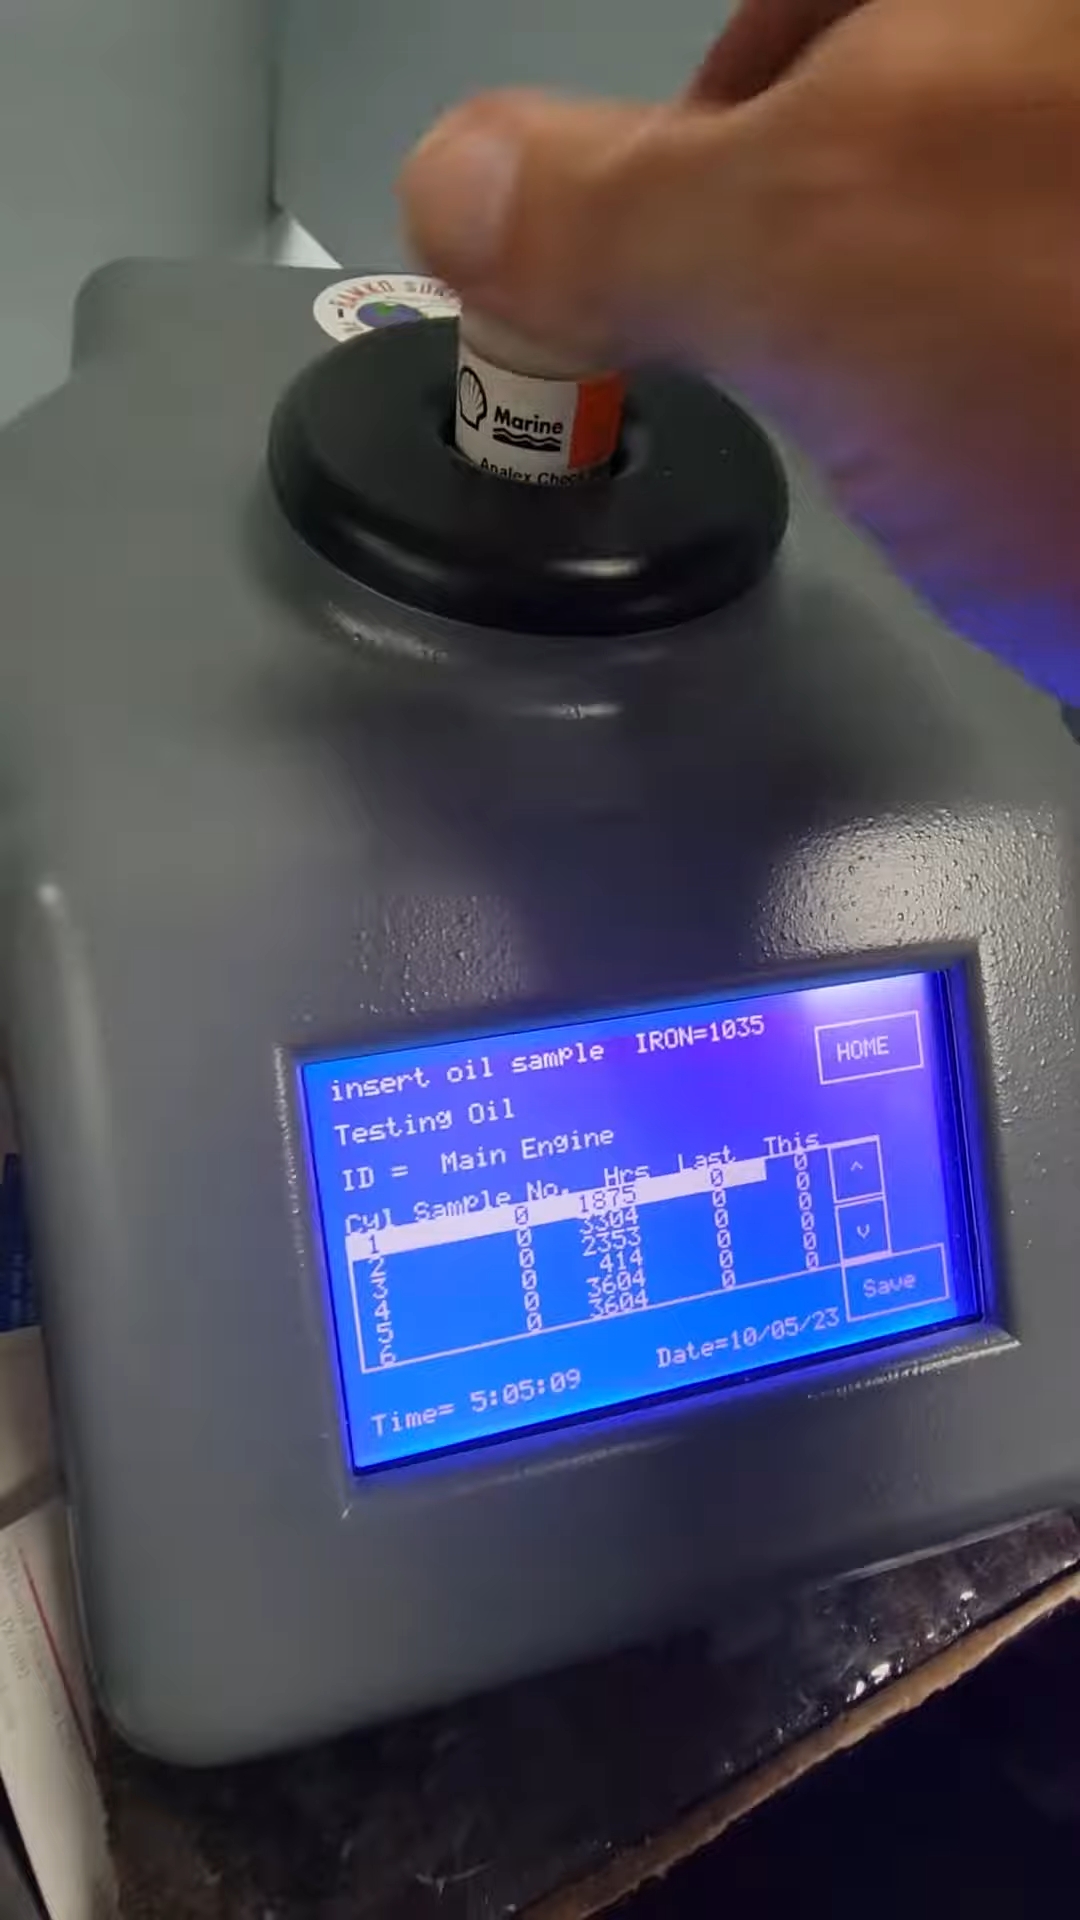 Marine
Analex Check
insert oil sample IRON=1035
HOME
Testing Oil
ID = Main Engine
Cyl Sample No. Hrs Last This
1 0 1875 0 0
2 0 3304 0 0
3 0 2353 0 0
4 0 414 0 0
5 0 3604 0 0
6 0 3604 0 0
^
v
Save
Time= 5:05:09
Date=10/05/23